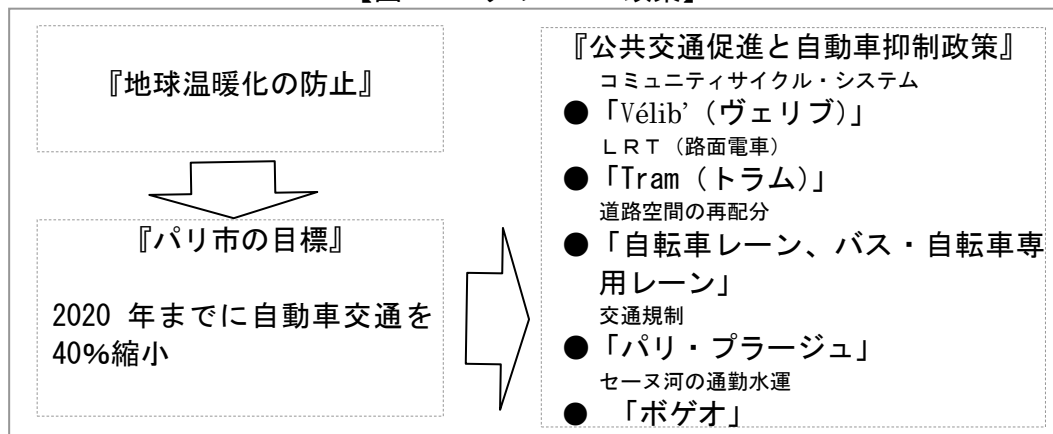 『地球温暖化の防止』
『パリ市の目標』
2020 年までに自動車交通を
40%縮小
『公共交通促進と自動車抑制政策』
コミュニティサイクル・システム
●「Vélib’（ヴェリブ）」
ＬＲＴ（路面電車）
●「Tram（トラム）」
道路空間の再配分
●「自転車レーン、バス・自転車専
用レーン」
交通規制
●「パリ・プラージュ」
セーヌ河の通勤水運
● 「ボゲオ」